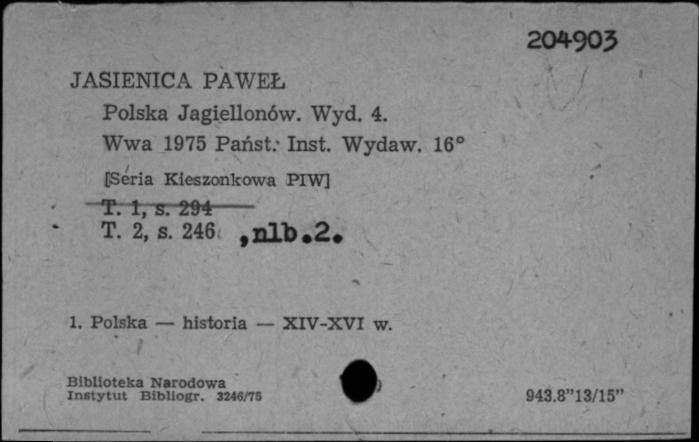 204903
JASIENICA PAWEŁ
Polska Jagiellonów. Wyd. 4.
Wwa 1975 Państ. Inst. Wydaw. 16°
[Seria Kieszonkowa PIW]
T. 1, s. 294
T. 2, s. 246 , nlb.2.
1. Polska — historia — XIV-XVI w.
Biblioteka Narodowa
Instytut Bibliogr. 3246/75
943.8”13/15”